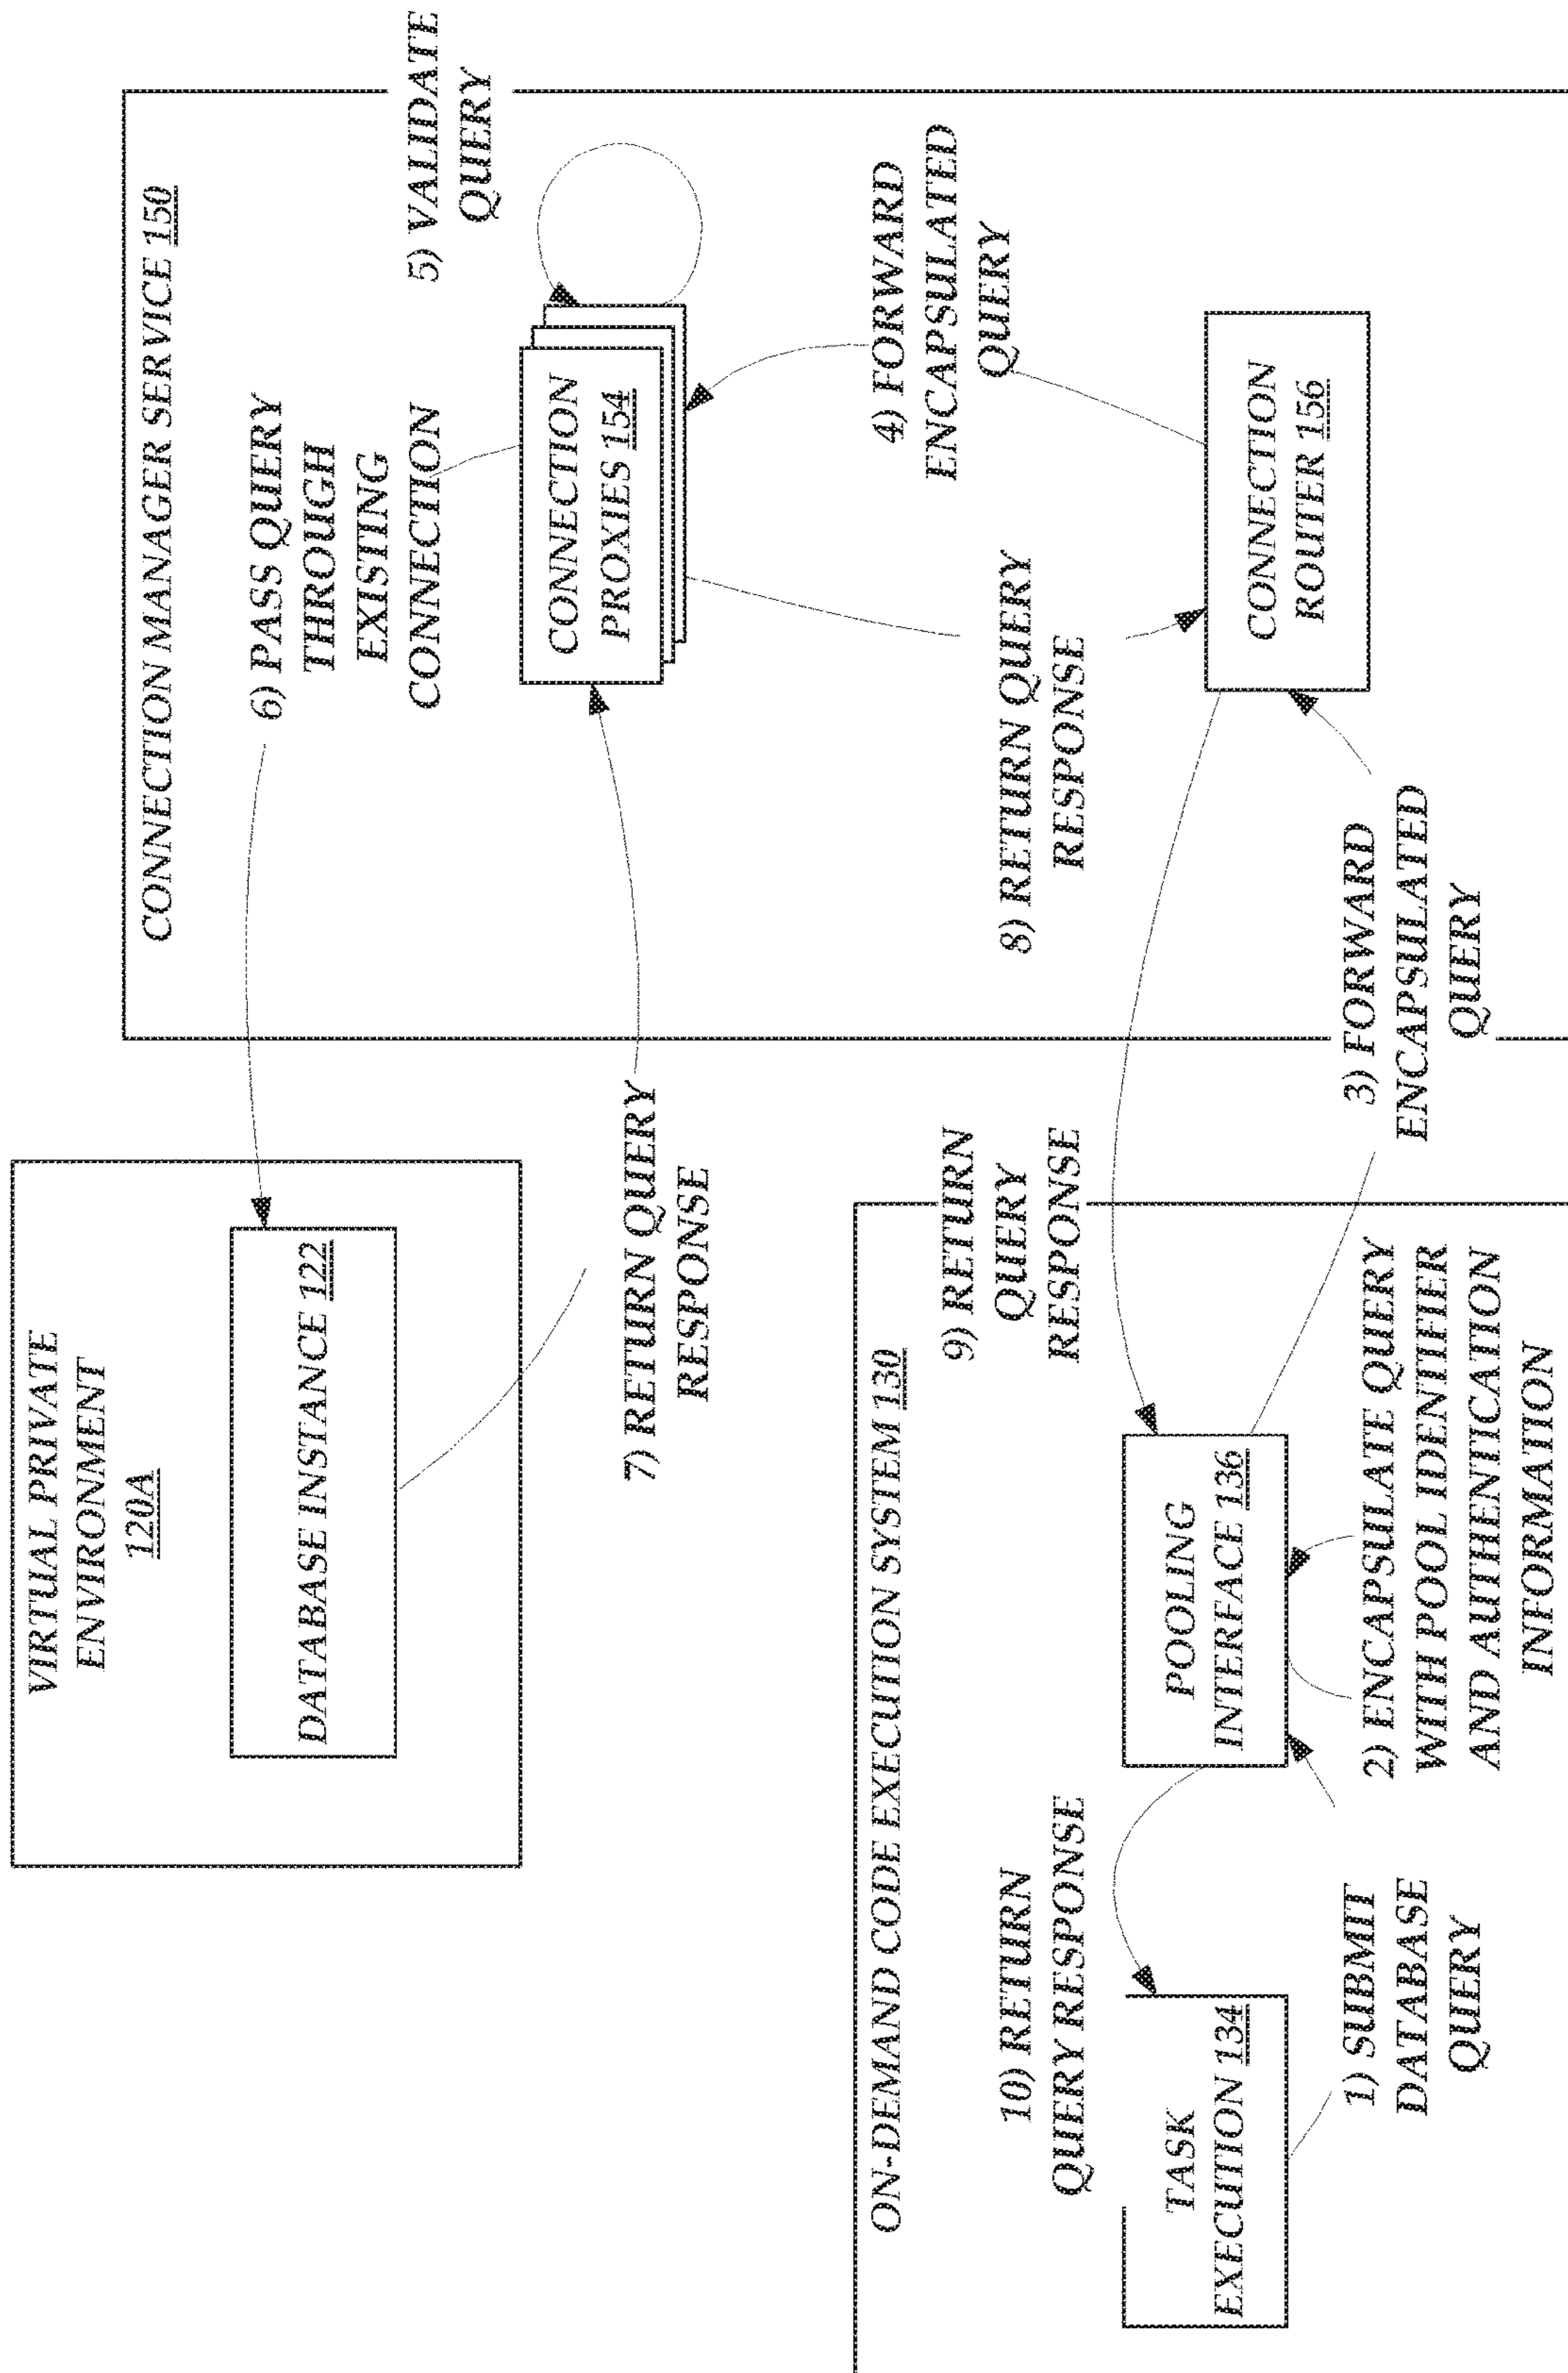 VIRTUAL PRIVATE
ENVIRONMENT
120A
DATABASE INSTANCE 122
CONNECTION MANAGER SERVICE 150
6) PASS QUERY
THROUGH
EXISTING
CONNECTION
5) VALIDATE
QUERY
CONNECTION
PROXIES 154
7) RETURN QUERY
RESPONSE
4) FORWARD
ENCAPSULATED
QUERY
8) RETURN QUERY
RESPONSE
CONNECTION
ROUTER 156
ON-DEMAND CODE EXECUTION SYSTEM 130
9) RETURN
QUERY
RESPONSE
10) RETURN
QUERY RESPONSE
TASK
EXECUTION 134
POOLING
INTERFACE 136
1) SUBMIT
DATABASE
QUERY
2) ENCAPSULATE QUERY
WITH POOL IDENTIFIER
AND AUTHENTICATION
INFORMATION
3) FORWARD
ENCAPSULATED
QUERY